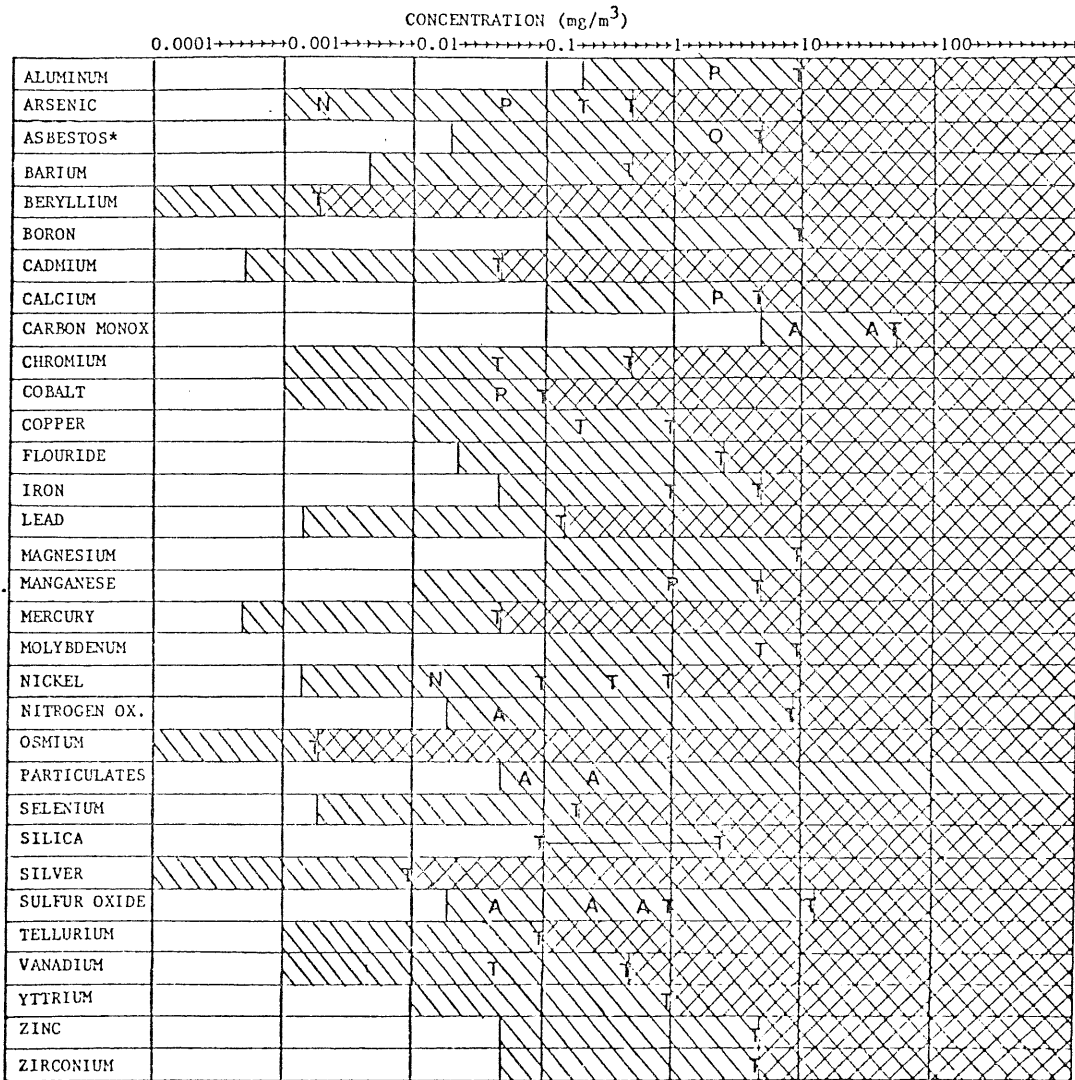 CONCENTRATION (mg/m³)
0.0001 0.001 0.01 0.1 1 10 100
ALUMINUM P T
ARSENIC N P T T
ASBESTOS* O T
BARIUM T
BERYLLIUM T
BORON T
CADMIUM T
CALCIUM P T
CARBON MONOX A A T
CHROMIUM T T
COBALT P T
COPPER T T
FLOURIDE T
IRON T T
LEAD T
MAGNESIUM T
MANGANESE P T
MERCURY T
MOLYBDENUM T T
NICKEL N T T T
NITROGEN OX. A T
OSMIUM T
PARTICULATES A A
SELENIUM T
SILICA T T
SILVER T
SULFUR OXIDE A A A T T
TELLURIUM T
VANADIUM T T
YTTRIUM T
ZINC T
ZIRCONIUM T